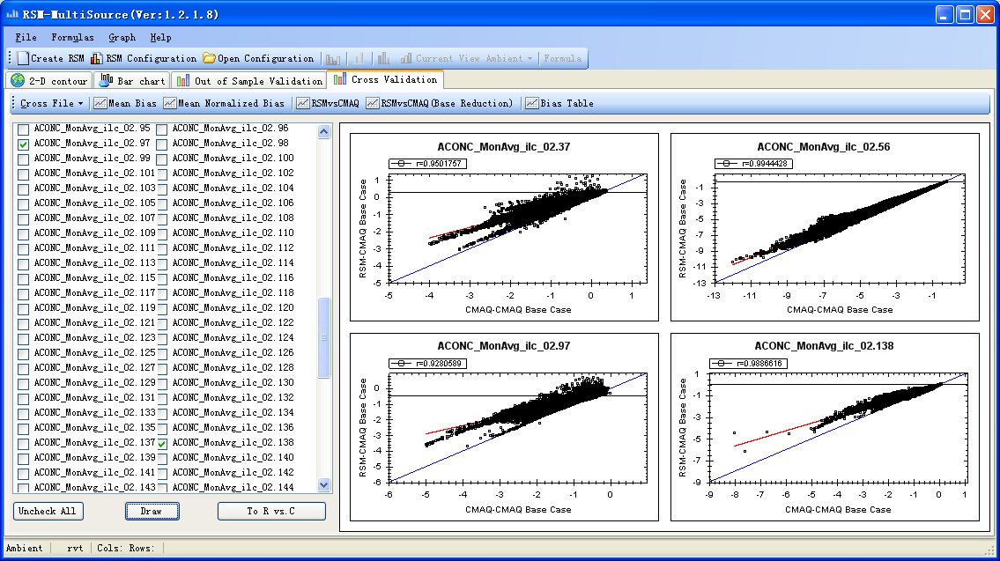 RSM-MultiSource(Ver:1.2.1.8)
File Formulas Graph Help
Create RSM RSM Configuration Open Configuration Current View Ambient Formula
2-D contour Bar chart Out of Sample Validation Cross Validation
Cross File Mean Bias Mean Normalized Bias RSMvsCMAQ RSMvsCMAQ(Base Reduction) Bias Table
ACONC_MonAvg_ilc_02.95 ACONC_MonAvg_ilc_02.96
ACONC_MonAvg_ilc_02.97 ACONC_MonAvg_ilc_02.98
ACONC_MonAvg_ilc_02.99 ACONC_MonAvg_ilc_02.100
ACONC_MonAvg_ilc_02.101 ACONC_MonAvg_ilc_02.102
ACONC_MonAvg_ilc_02.103 ACONC_MonAvg_ilc_02.104
ACONC_MonAvg_ilc_02.105 ACONC_MonAvg_ilc_02.106
ACONC_MonAvg_ilc_02.107 ACONC_MonAvg_ilc_02.108
ACONC_MonAvg_ilc_02.109 ACONC_MonAvg_ilc_02.110
ACONC_MonAvg_ilc_02.111 ACONC_MonAvg_ilc_02.112
ACONC_MonAvg_ilc_02.113 ACONC_MonAvg_ilc_02.114
ACONC_MonAvg_ilc_02.115 ACONC_MonAvg_ilc_02.116
ACONC_MonAvg_ilc_02.117 ACONC_MonAvg_ilc_02.118
ACONC_MonAvg_ilc_02.119 ACONC_MonAvg_ilc_02.120
ACONC_MonAvg_ilc_02.121 ACONC_MonAvg_ilc_02.122
ACONC_MonAvg_ilc_02.123 ACONC_MonAvg_ilc_02.124
ACONC_MonAvg_ilc_02.125 ACONC_MonAvg_ilc_02.126
ACONC_MonAvg_ilc_02.127 ACONC_MonAvg_ilc_02.128
ACONC_MonAvg_ilc_02.129 ACONC_MonAvg_ilc_02.130
ACONC_MonAvg_ilc_02.131 ACONC_MonAvg_ilc_02.132
ACONC_MonAvg_ilc_02.133 ACONC_MonAvg_ilc_02.134
ACONC_MonAvg_ilc_02.135 ACONC_MonAvg_ilc_02.136
ACONC_MonAvg_ilc_02.137 ACONC_MonAvg_ilc_02.138
ACONC_MonAvg_ilc_02.139 ACONC_MonAvg_ilc_02.140
ACONC_MonAvg_ilc_02.141 ACONC_MonAvg_ilc_02.142
ACONC_MonAvg_ilc_02.143 ACONC_MonAvg_ilc_02.144
Uncheck All Draw To R vs.C
ACONC_MonAvg_ilc_02.37
r=0.9501757
RSM-CMAQ Base Case
1
0
-1
-2
-3
-4
-5
-5 -4 -3 -2 -1 0 1
CMAQ-CMAQ Base Case
ACONC_MonAvg_ilc_02.56
r=0.9944428
RSM-CMAQ Base Case
-1
-3
-5
-7
-9
-11
-13
-13 -11 -9 -7 -5 -3 -1
CMAQ-CMAQ Base Case
ACONC_MonAvg_ilc_02.97
r=0.9280589
RSM-CMAQ Base Case
0
-1
-2
-3
-4
-5
-6
-6 -5 -4 -3 -2 -1 0
CMAQ-CMAQ Base Case
ACONC_MonAvg_ilc_02.138
r=0.9886616
RSM-CMAQ Base Case
1
-1
-3
-5
-7
-9
-9 -8 -7 -6 -5 -4 -3 -2 -1 0 1
CMAQ-CMAQ Base Case
Ambient rvt Cols: Rows: